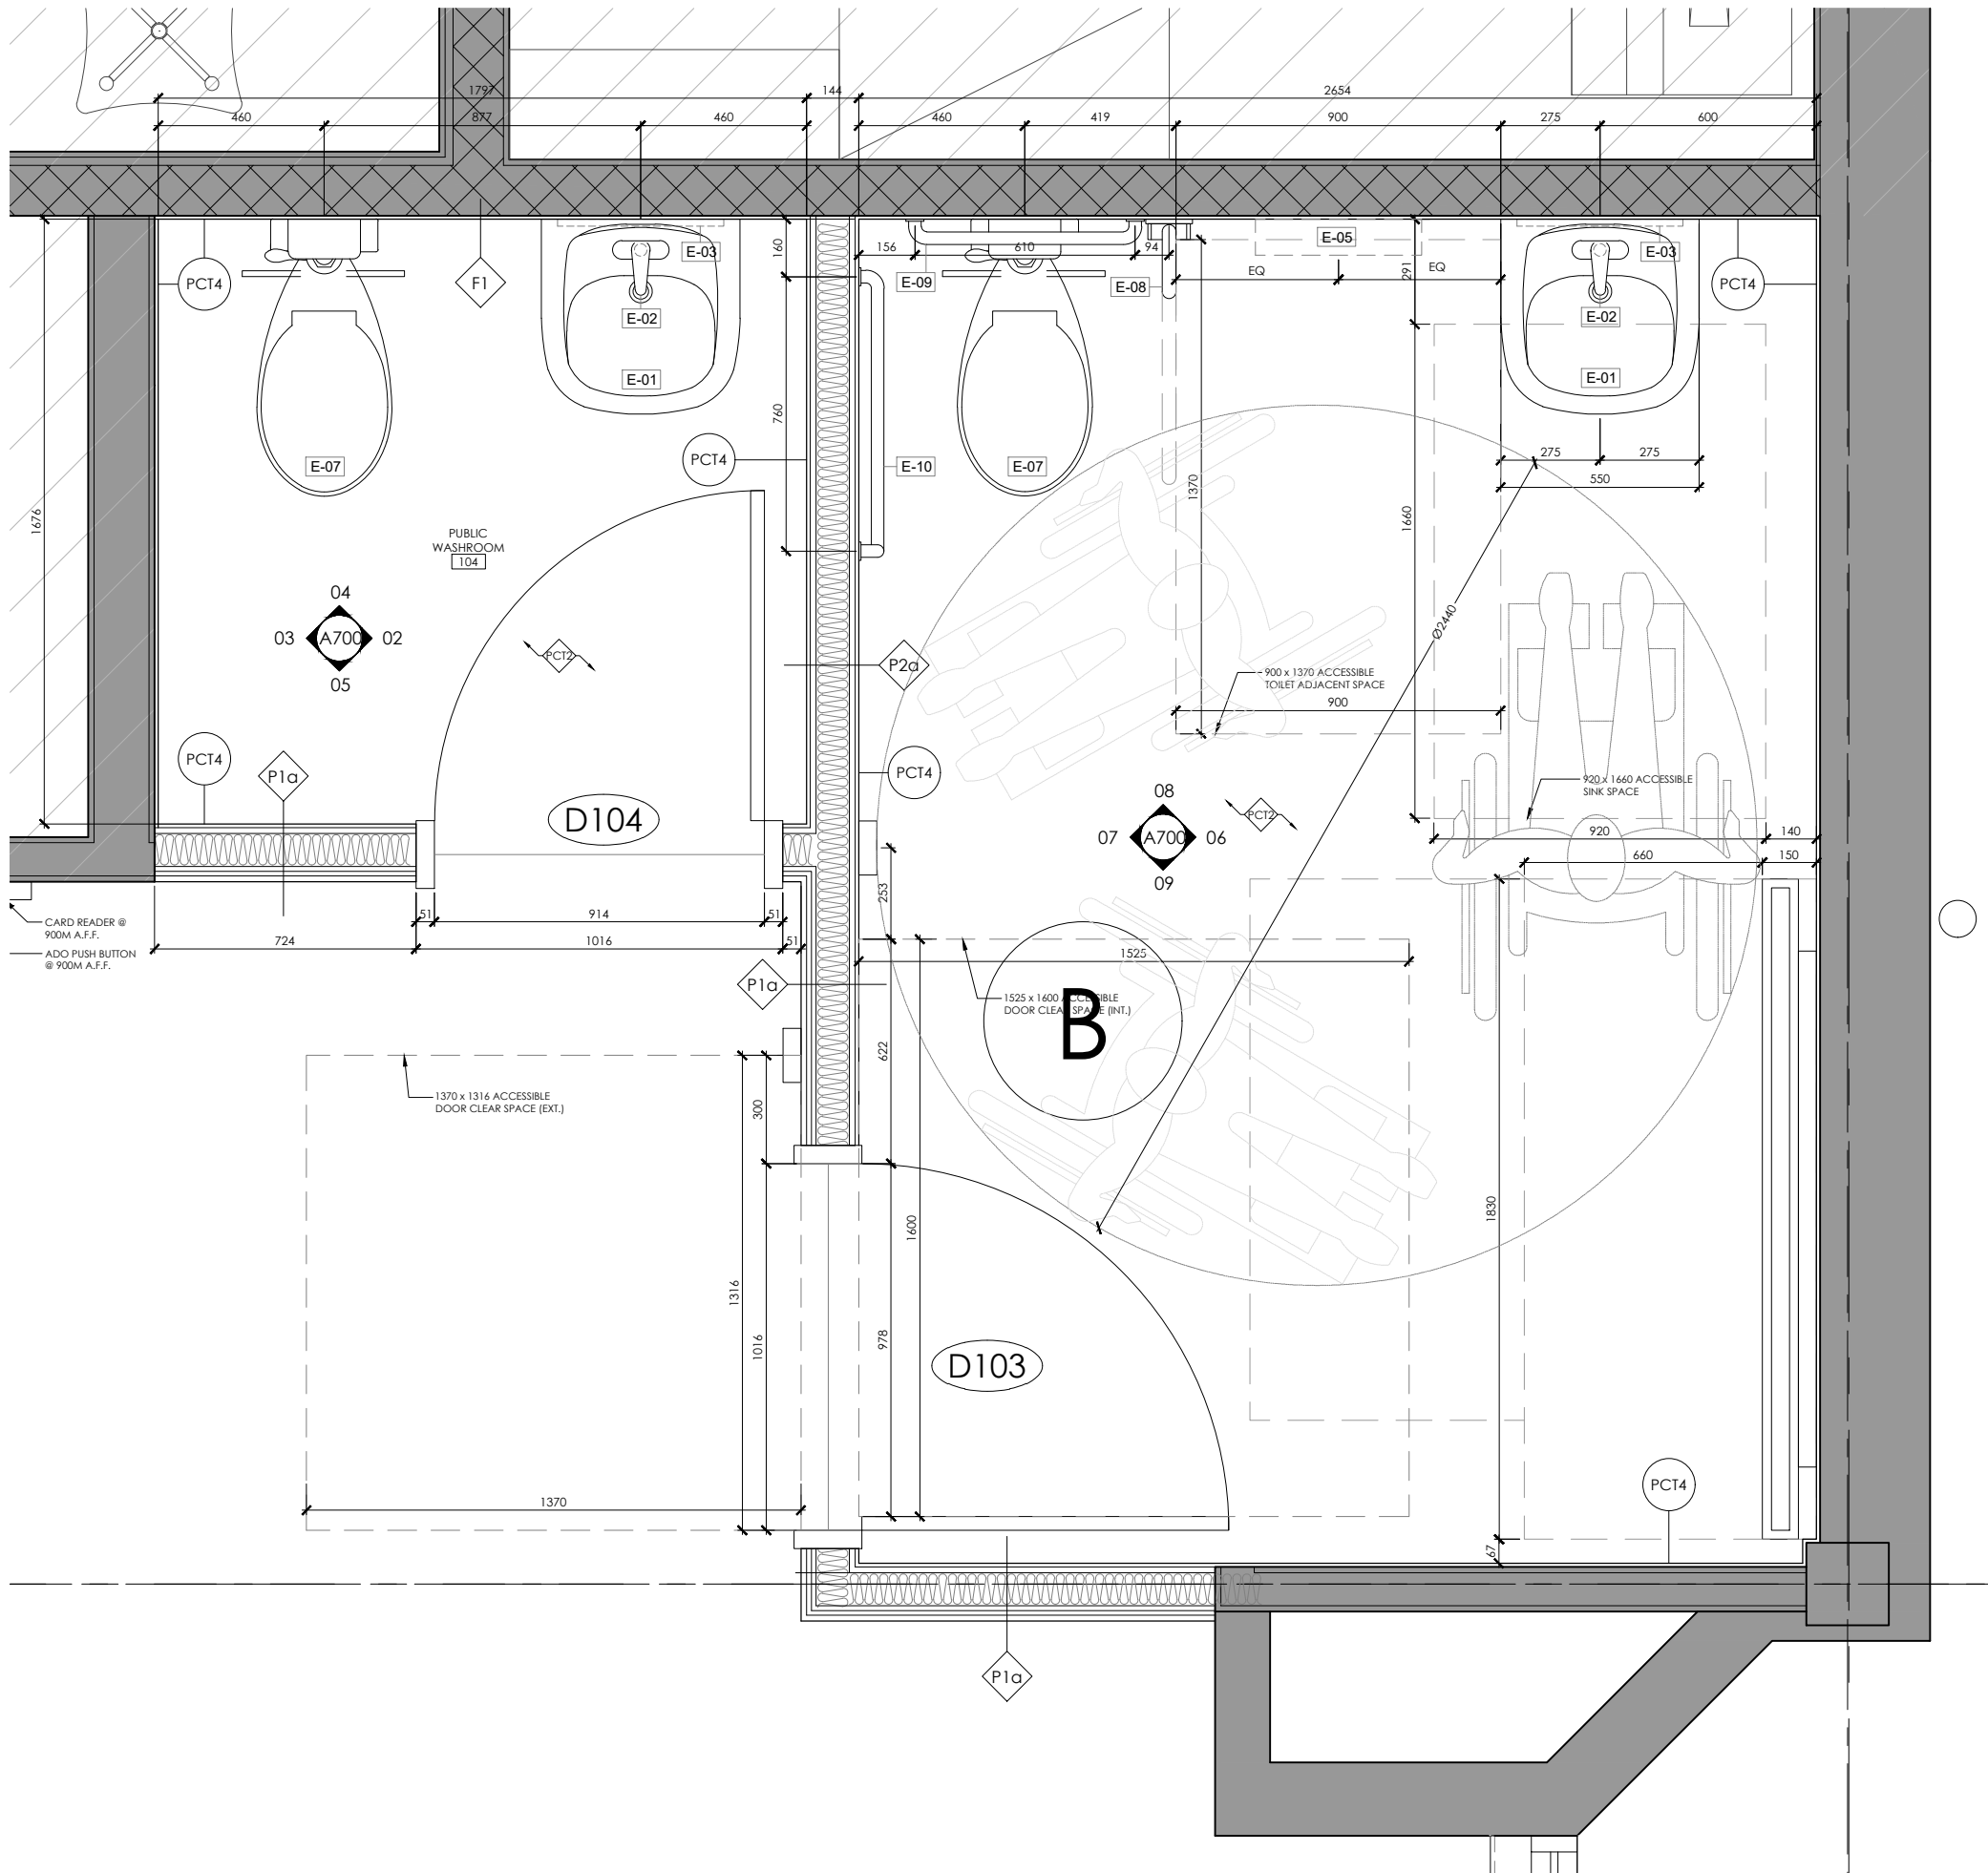 1797
144
2654
460
877
460
460
419
900
275
600
E-03
160
156
610
94
E-05
E-03
PCT4
F1
E-09
E-08
EQ
291
EQ
PCT4
E-02
E-02
E-01
E-01
760
275
275
PCT4
E-10
E-07
E-07
550
1370
1676
1660
PUBLIC
WASHROOM
104
04
03
A700
02
05
PCT2
P2a
Ø2440
900 x 1370 ACCESSIBLE
TOILET ADJACENT SPACE
900
PCT4
P1a
PCT4
920 x 1660 ACCESSIBLE
SINK SPACE
D104
08
07
A700
06
09
PCT2
920
140
660
150
253
CARD READER @
900M A.F.F.
51
914
51
724
1016
51
ADO PUSH BUTTON
@ 900M A.F.F.
1525
P1a
1525 x 1600 ACCESSIBLE
DOOR CLEAR SPACE (INT.)
B
622
1370 x 1316 ACCESSIBLE
DOOR CLEAR SPACE (EXT.)
300
1600
1830
1316
1016
978
D103
1370
PCT4
67
P1a